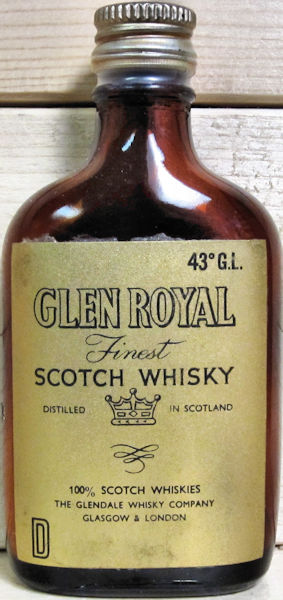 43° G.L.
GLEN ROYAL
Finest
SCOTCH WHISKY
DISTILLED IN SCOTLAND
100% SCOTCH WHISKIES
THE GLENDALE WHISKY COMPANY
GLASGOW & LONDON
D